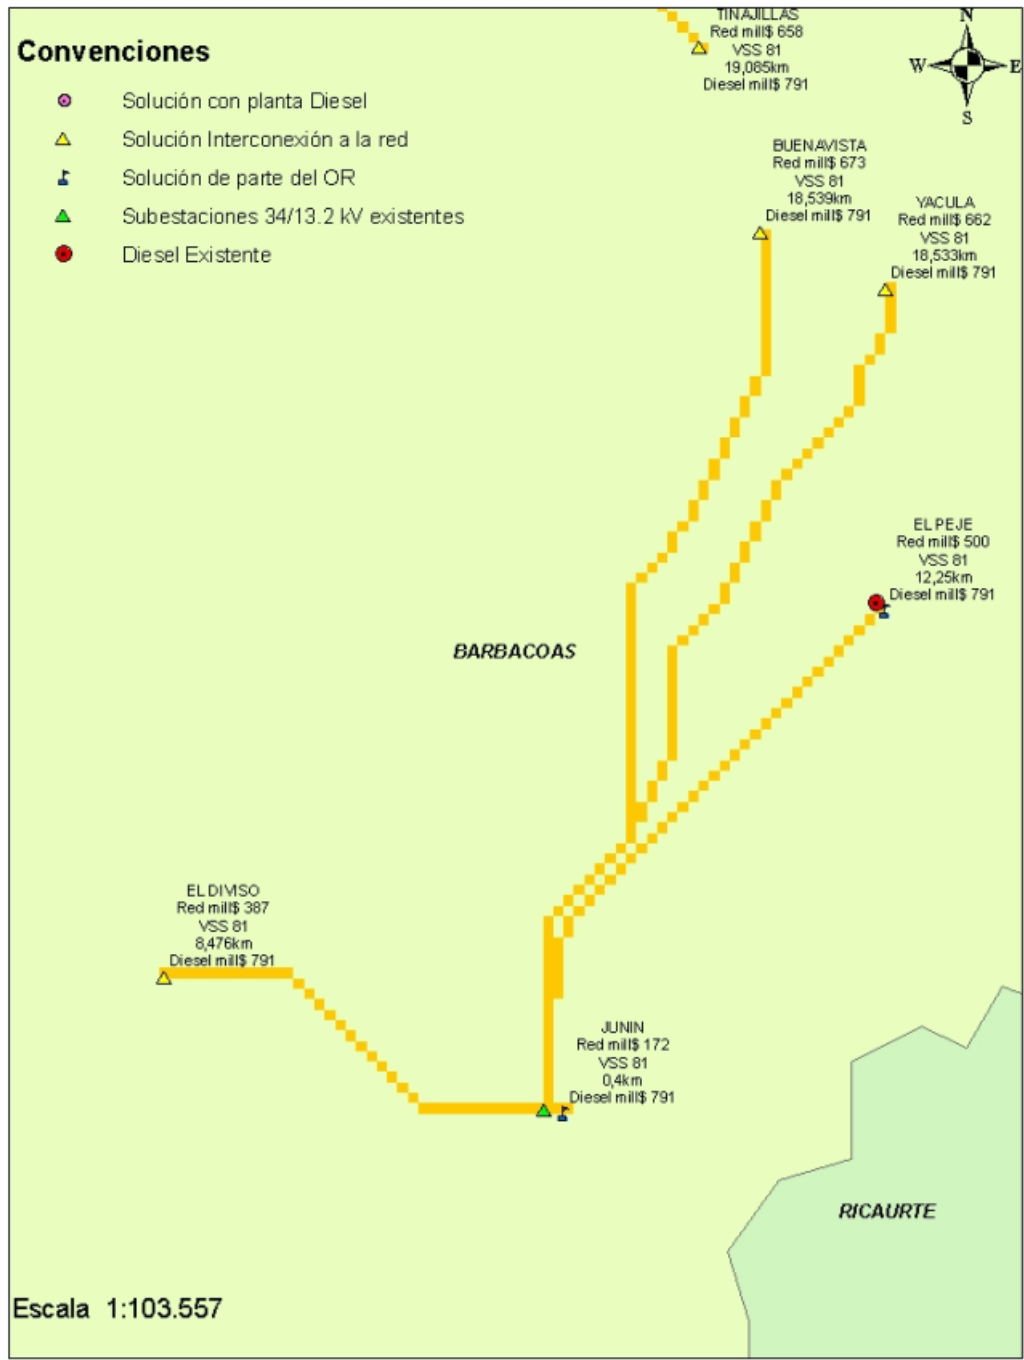 Convenciones
Solución con planta Diesel
Solución Interconexión a la red
Solución de parte del OR
Subestaciones 34/13.2 kV existentes
Diesel Existente
TINAJILLAS
Red mill$ 658
VSS 81
19,085km
Diesel mill$ 791
N
W
E
S
BUENAVISTA
Red mill$ 673
VSS 81
18,539km
Diesel mill$ 791
YACULA
Red mill$ 662
VSS 81
18,533km
Diesel mill$ 791
EL PEJE
Red mill$ 500
VSS 81
12,25km
Diesel mill$ 791
BARBACOAS
EL DIVISO
Red mill$ 387
VSS 81
8,476km
Diesel mill$ 791
JUNIN
Red mill$ 172
VSS 81
0,4km
Diesel mill$ 791
RICAURTE
Escala 1:103.557